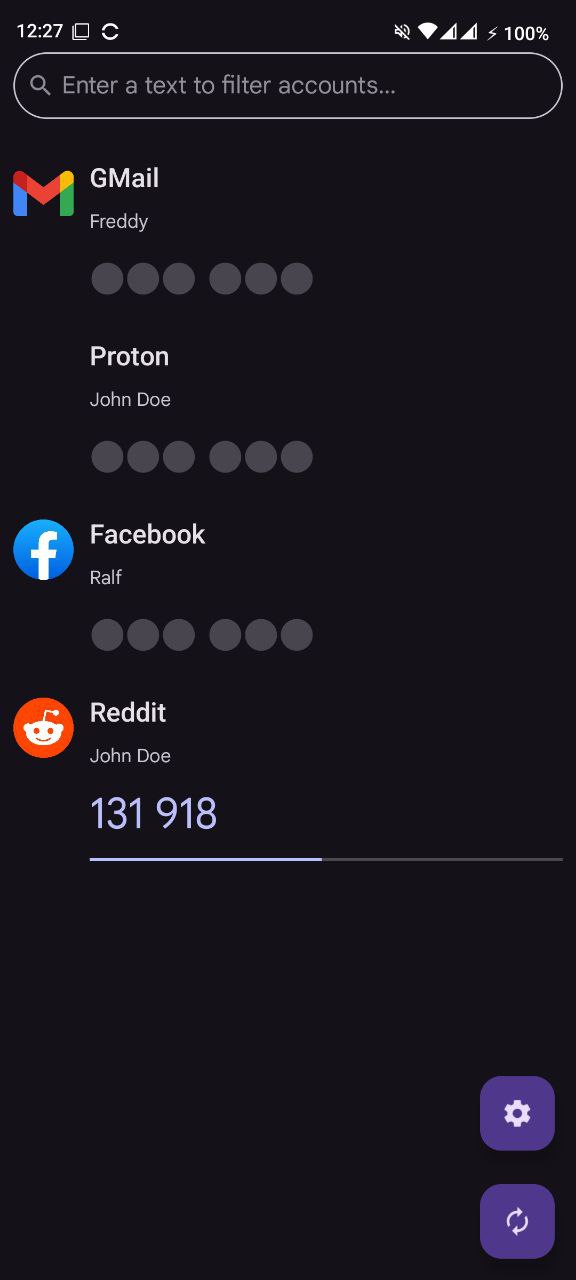 12:27
100%
Enter a text to filter accounts...
GMail
Freddy
Proton
John Doe
Facebook
Ralf
Reddit
John Doe
131 918